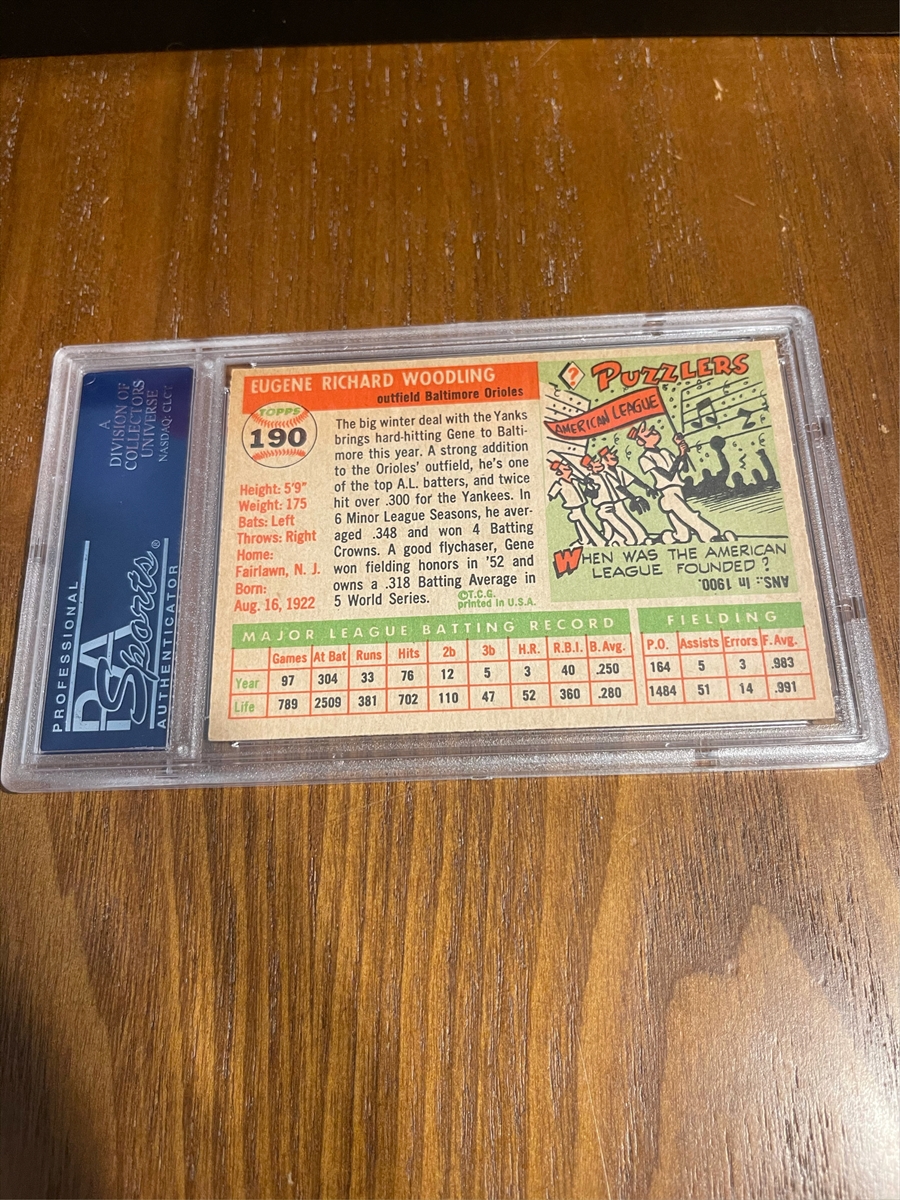 A
DIVISION OF
COLLECTORS
UNIVERSE
NASDAQ: CLCT
PROFESSIONAL
PSA
Sports®
AUTHENTICATOR
EUGENE RICHARD WOODLING
outfield Baltimore Orioles
TOPPS
190
Height: 5'9"
Weight: 175
Bats: Left
Throws: Right
Home:
Fairlawn, N. J.
Born:
Aug. 16, 1922
The big winter deal with the Yanks
brings hard-hitting Gene to Balti-
more this year. A strong addition
to the Orioles' outfield, he's one
of the top A.L. batters, and twice
hit over .300 for the Yankees. In
6 Minor League Seasons, he aver-
aged .348 and won 4 Batting
Crowns. A good flychaser, Gene
won fielding honors in '52 and
owns a .318 Batting Average in
5 World Series.
©T.C.G.
printed in U.S.A.
? PUZZLERS
AMERICAN LEAGUE
WHEN WAS THE AMERICAN
LEAGUE FOUNDED?
ANS.: In 1900.
MAJOR LEAGUE BATTING RECORD
Games At Bat Runs Hits 2b 3b H.R. R.B.I. B. Avg.
Year 97 304 33 76 12 5 3 40 .250
Life 789 2509 381 702 110 47 52 360 .280
FIELDING
P.O. Assists Errors F. Avg.
164 5 3 .983
1484 51 14 .991